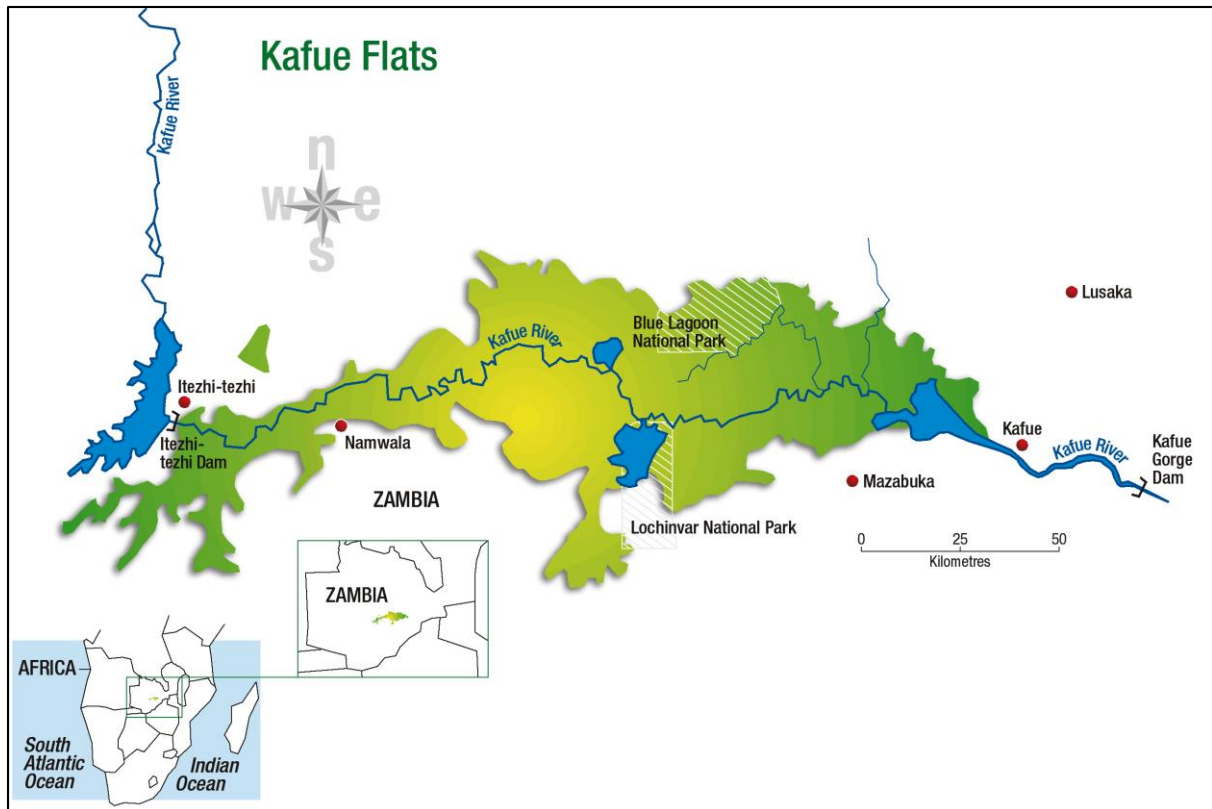 Kafue Flats
Kafue River
n
w e
s
Lusaka
Blue Lagoon
National Park
Kafue River
Itezhi-tezhi
Itezhi-
tezhi Dam
Namwala
Kafue
Kafue River
Kafue
Gorge
Dam
Mazabuka
ZAMBIA
Lochinvar National Park
0 25 50
Kilometres
ZAMBIA
AFRICA
South
Atlantic
Ocean
Indian
Ocean